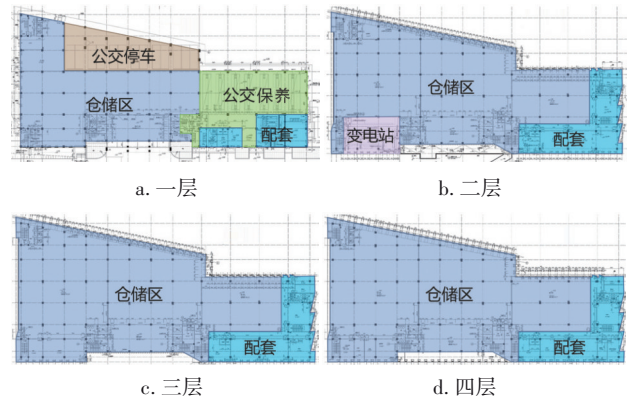 公交停车
仓储区
公交保养
配套
a. 一层
仓储区
变电站
配套
b. 二层
仓储区
配套
c. 三层
仓储区
配套
d. 四层